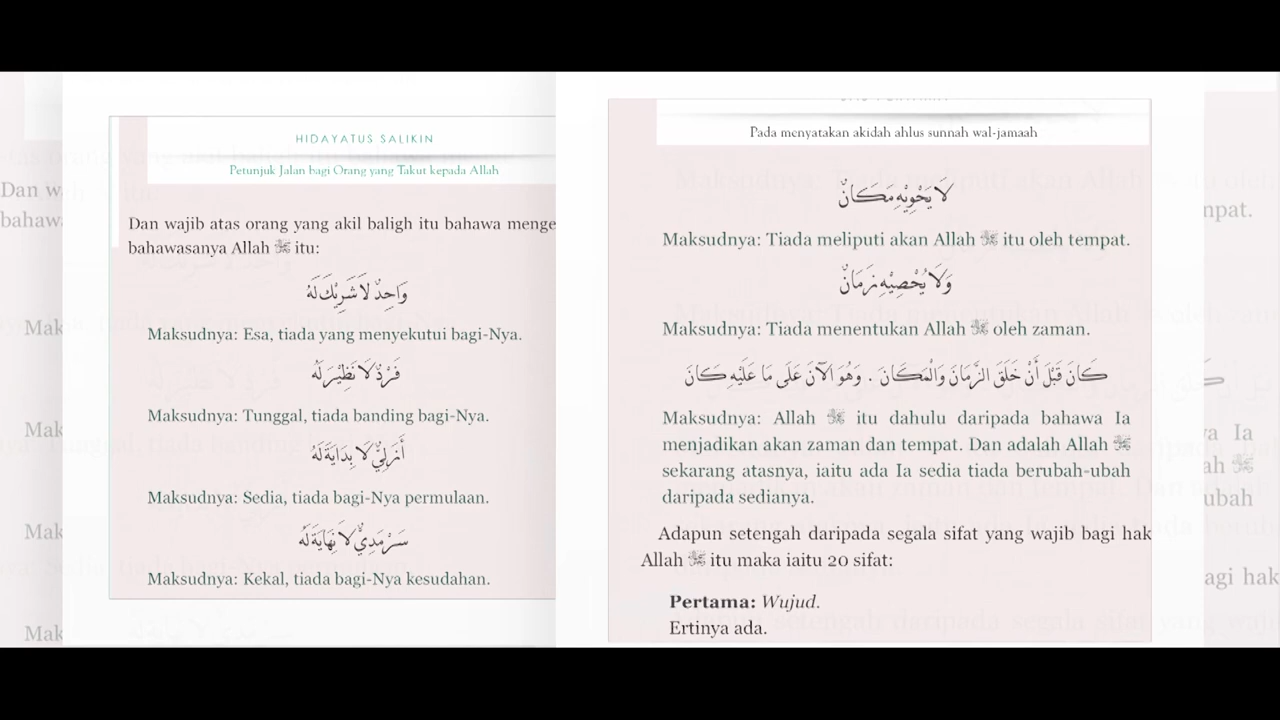 HIDAYATUS SALIKIN
Petunjuk Jalan bagi Orang yang Takut kepada Allah
Dan wajib atas orang yang akil baligh itu bahawa menge
bahawasanya Allah ﷻ itu:
وَاحِدٌ لَا شَرِيْكَ لَهُ
Maksudnya: Esa, tiada yang menyekutui bagi-Nya.
فَرْدٌ لَا نَظِيْرَ لَهُ
Maksudnya: Tunggal, tiada banding bagi-Nya.
أَزَلِيٌّ لَا بِدَايَةَ لَهُ
Maksudnya: Sedia, tiada bagi-Nya permulaan.
سَرْمَدِيٌّ لَا نِهَايَةَ لَهُ
Maksudnya: Kekal, tiada bagi-Nya kesudahan.
Pada menyatakan akidah ahlus sunnah wal-jamaah
لَا يَحْوِيْهِ مَكَانٌ
Maksudnya: Tiada meliputi akan Allah ﷻ itu oleh tempat.
وَلَا يُحْصِيْهِ زَمَانٌ
Maksudnya: Tiada menentukan Allah ﷻ oleh zaman.
كَانَ قَبْلَ أَنْ خَلَقَ الزَّمَانَ وَالْمَكَانَ . وَهُوَ الْآنَ عَلَى مَا عَلَيْهِ كَانَ
Maksudnya: Allah ﷻ itu dahulu daripada bahawa Ia
menjadikan akan zaman dan tempat. Dan adalah Allah ﷻ
sekarang atasnya, iaitu ada Ia sedia tiada berubah-ubah
daripada sedianya.
Adapun setengah daripada segala sifat yang wajib bagi hak
Allah ﷻ itu maka iaitu 20 sifat:
Pertama: Wujud.
Ertinya ada.